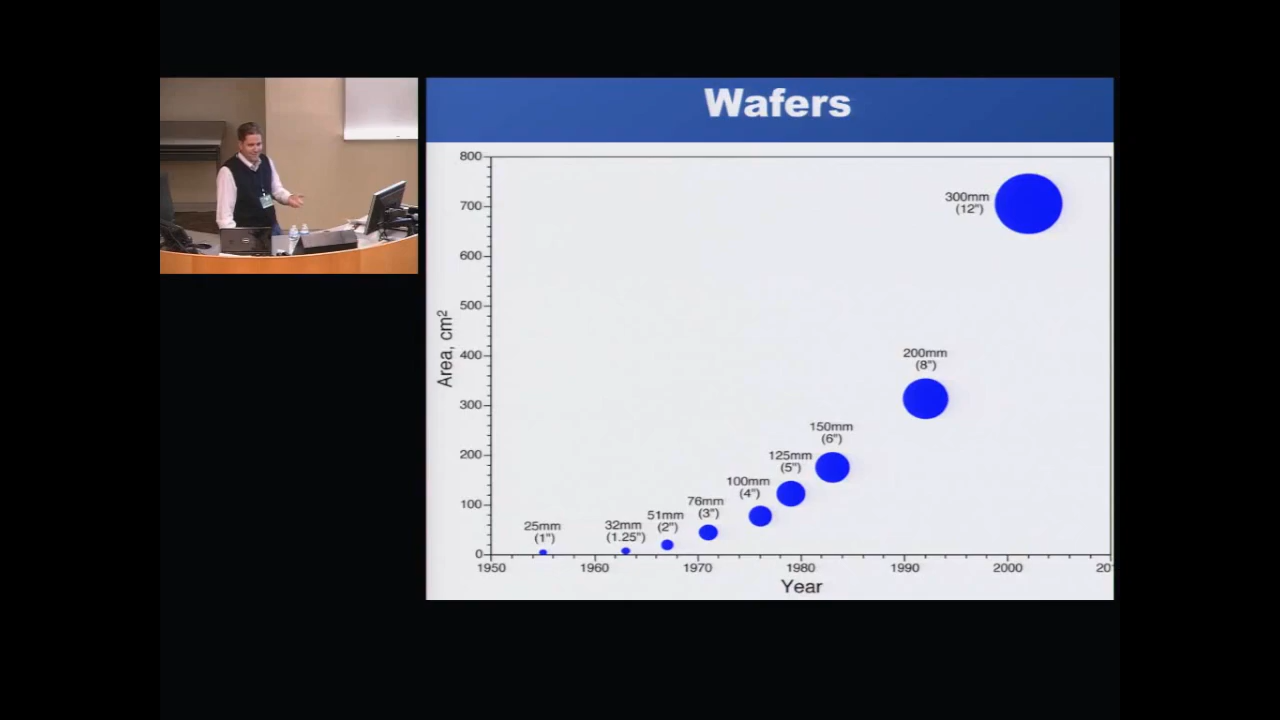 Wafers
800
700
600
500
400
300
200
100
0
Area, cm²
300mm
(12")
200mm
(8")
150mm
(6")
125mm
(5")
100mm
(4")
76mm
(3")
51mm
(2")
32mm
(1.25")
25mm
(1")
1950 1960 1970 1980 1990 2000 20
Year